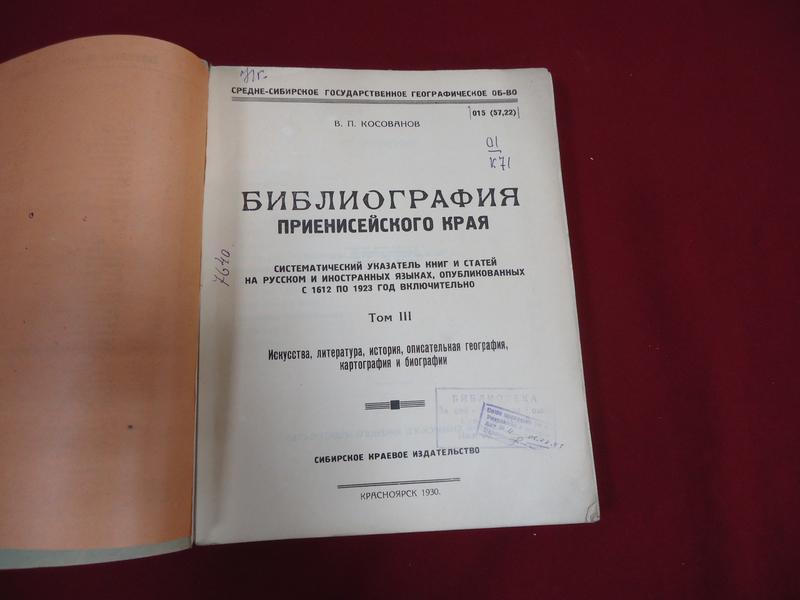 СРЕДНЕ-СИБИРСКОЕ ГОСУДАРСТВЕННОЕ ГЕОГРАФИЧЕСКОЕ ОБ-ВО
015 (57,22)
В. П. КОСОВАНОВ
01
К71
БИБЛИОГРАФИЯ
ПРИЕНИСЕЙСКОГО КРАЯ
7640
СИСТЕМАТИЧЕСКИЙ УКАЗАТЕЛЬ КНИГ И СТАТЕЙ
НА РУССКОМ И ИНОСТРАННЫХ ЯЗЫКАХ, ОПУБЛИКОВАННЫХ
С 1612 ПО 1923 ГОД ВКЛЮЧИТЕЛЬНО
Том III
Искусства, литература, история, описательная география,
картография и биографии
БИБЛИОТЕКА
СИБИРСКОЕ КРАЕВОЕ ИЗДАТЕЛЬСТВО
КРАСНОЯРСК 1930.